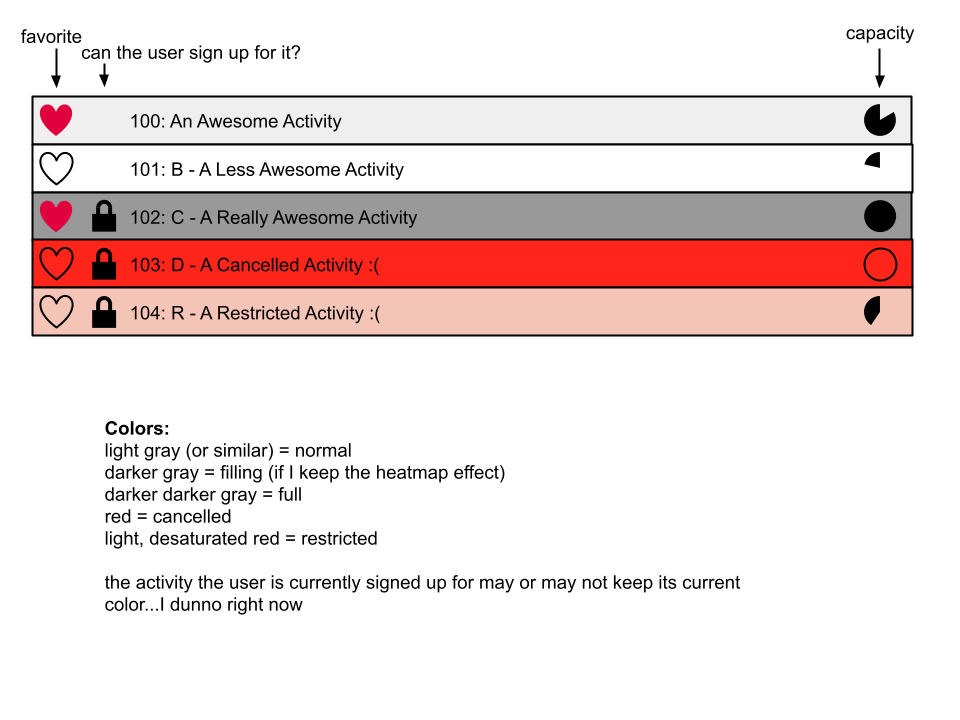 favorite
can the user sign up for it?
capacity
100: An Awesome Activity
101: B - A Less Awesome Activity
102: C - A Really Awesome Activity
103: D - A Cancelled Activity :(
104: R - A Restricted Activity :(
Colors:
light gray (or similar) = normal
darker gray = filling (if I keep the heatmap effect)
darker darker gray = full
red = cancelled
light, desaturated red = restricted
the activity the user is currently signed up for may or may not keep its current
color...I dunno right now